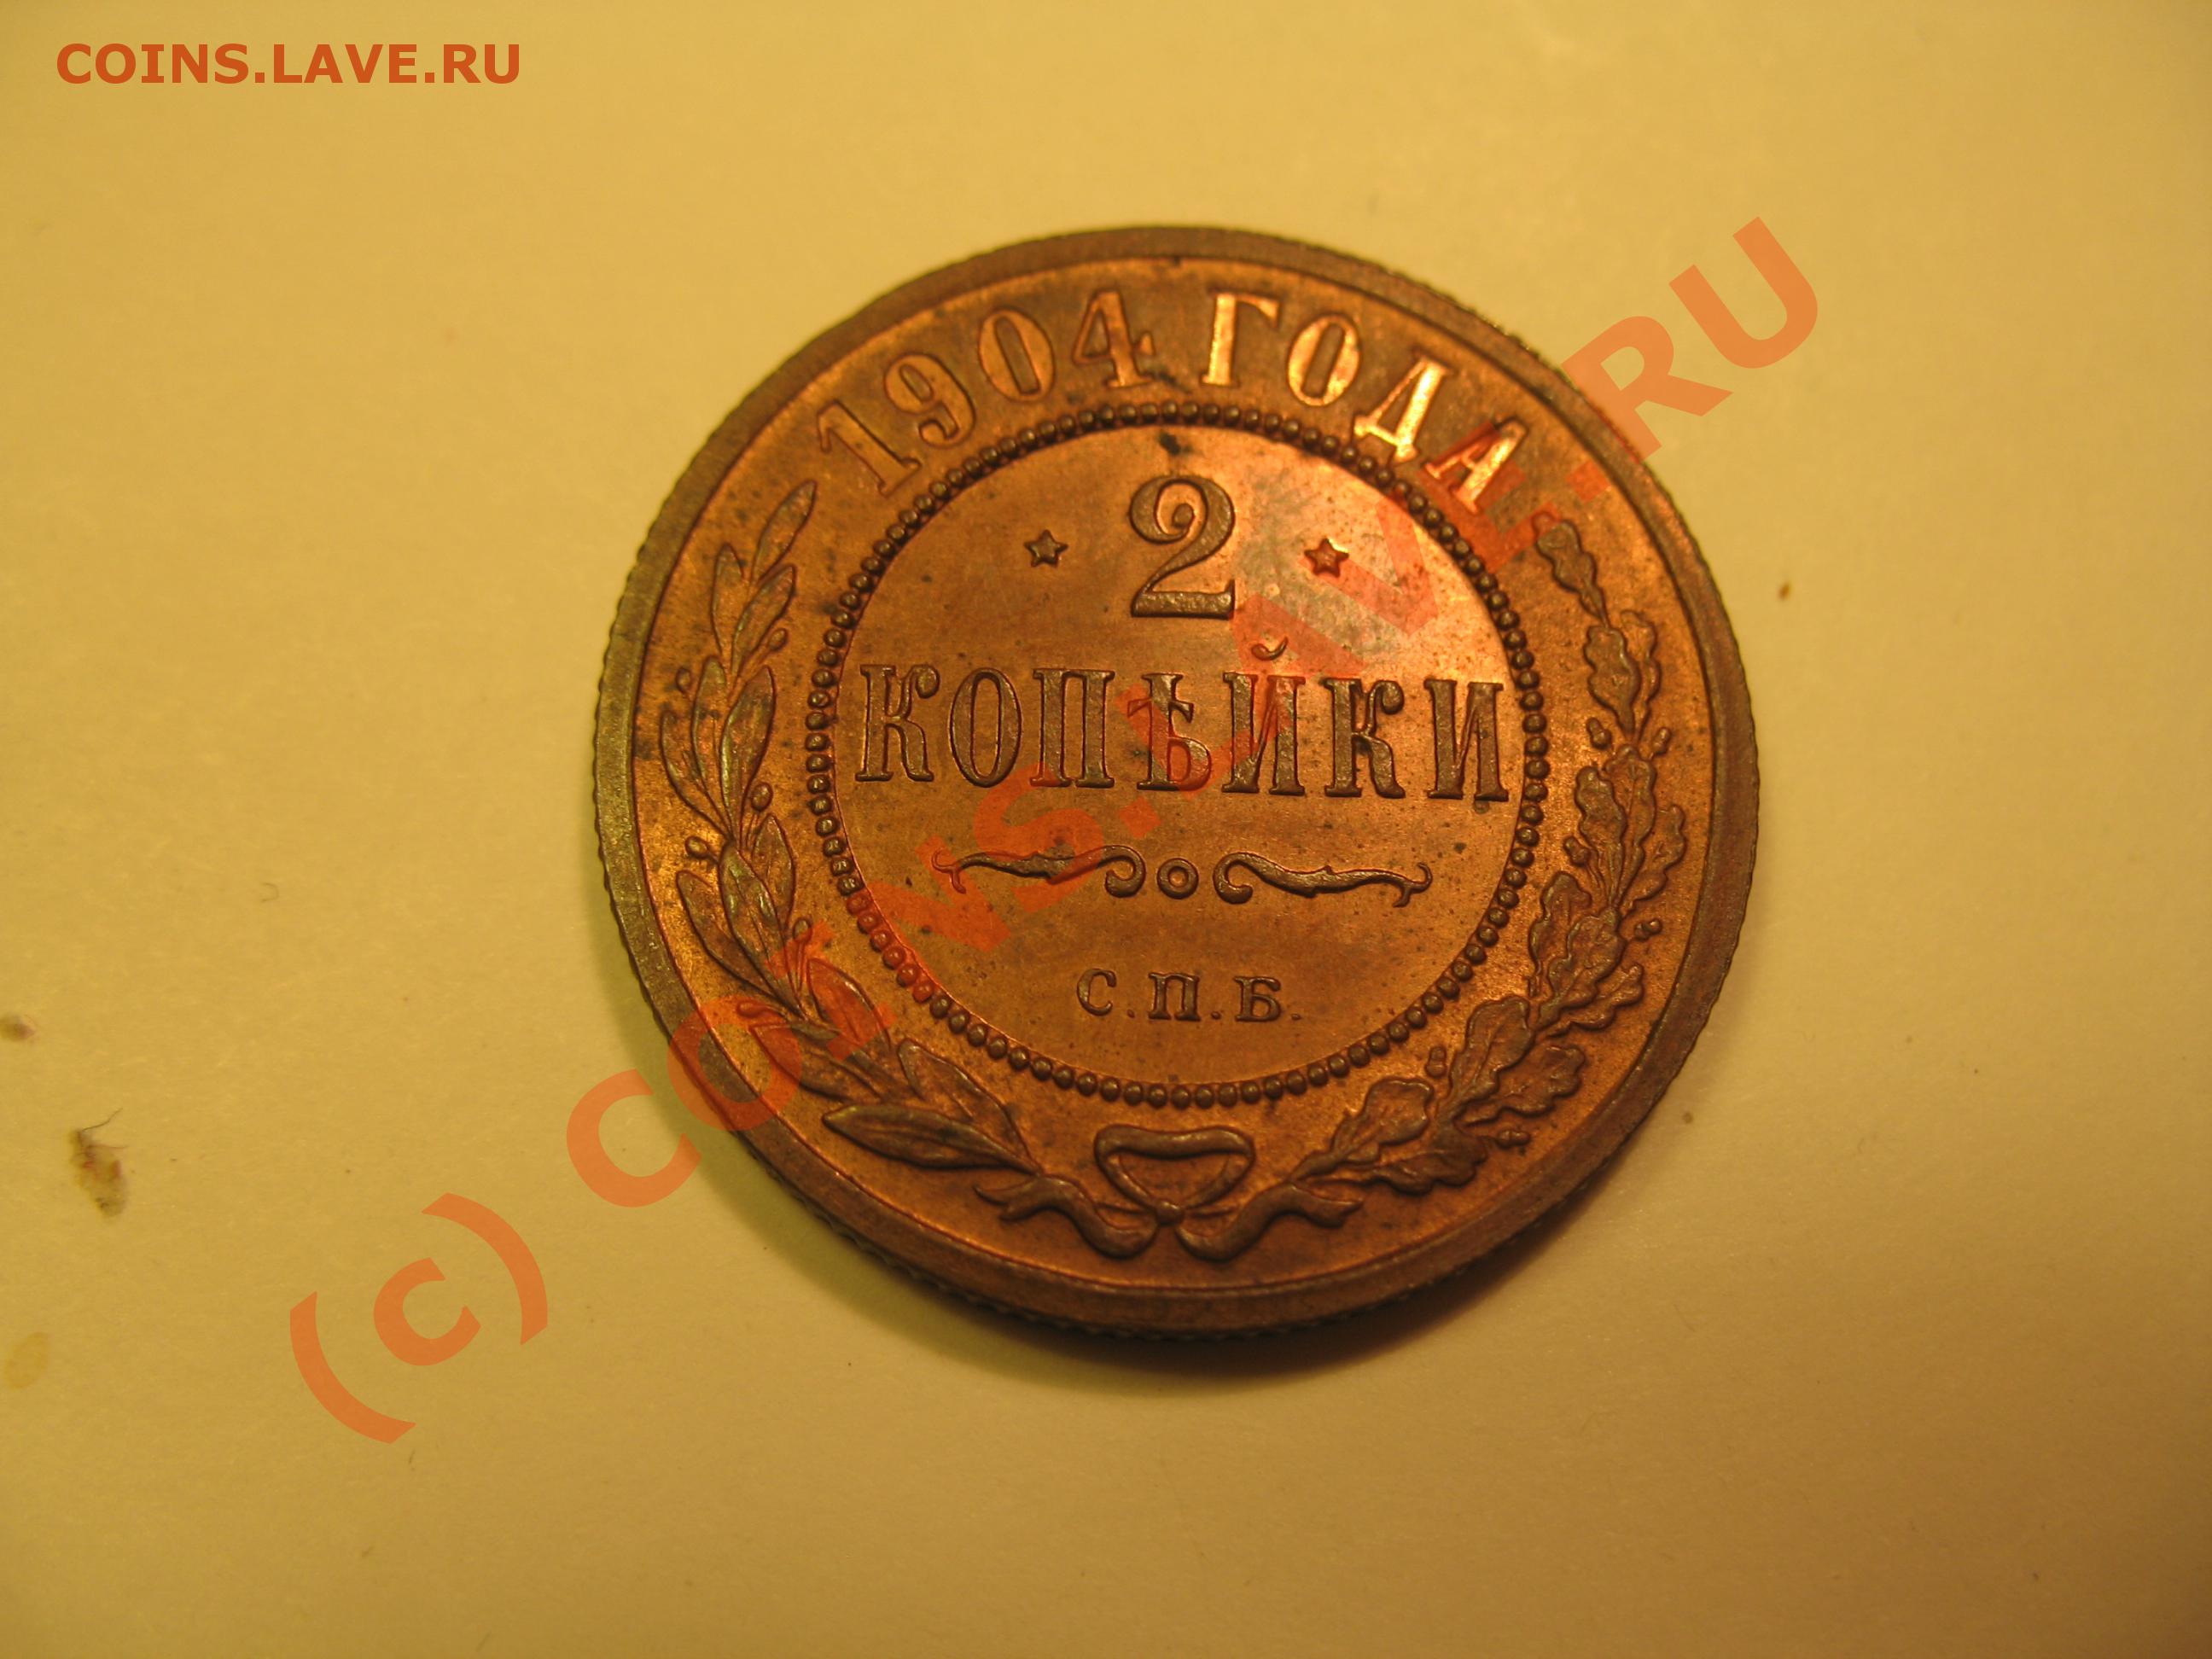 COINS.LAVE.RU
1904 ГОДА
2
КОПѢЙКИ
С.П.Б.
(c) COINS.LAVE.RU